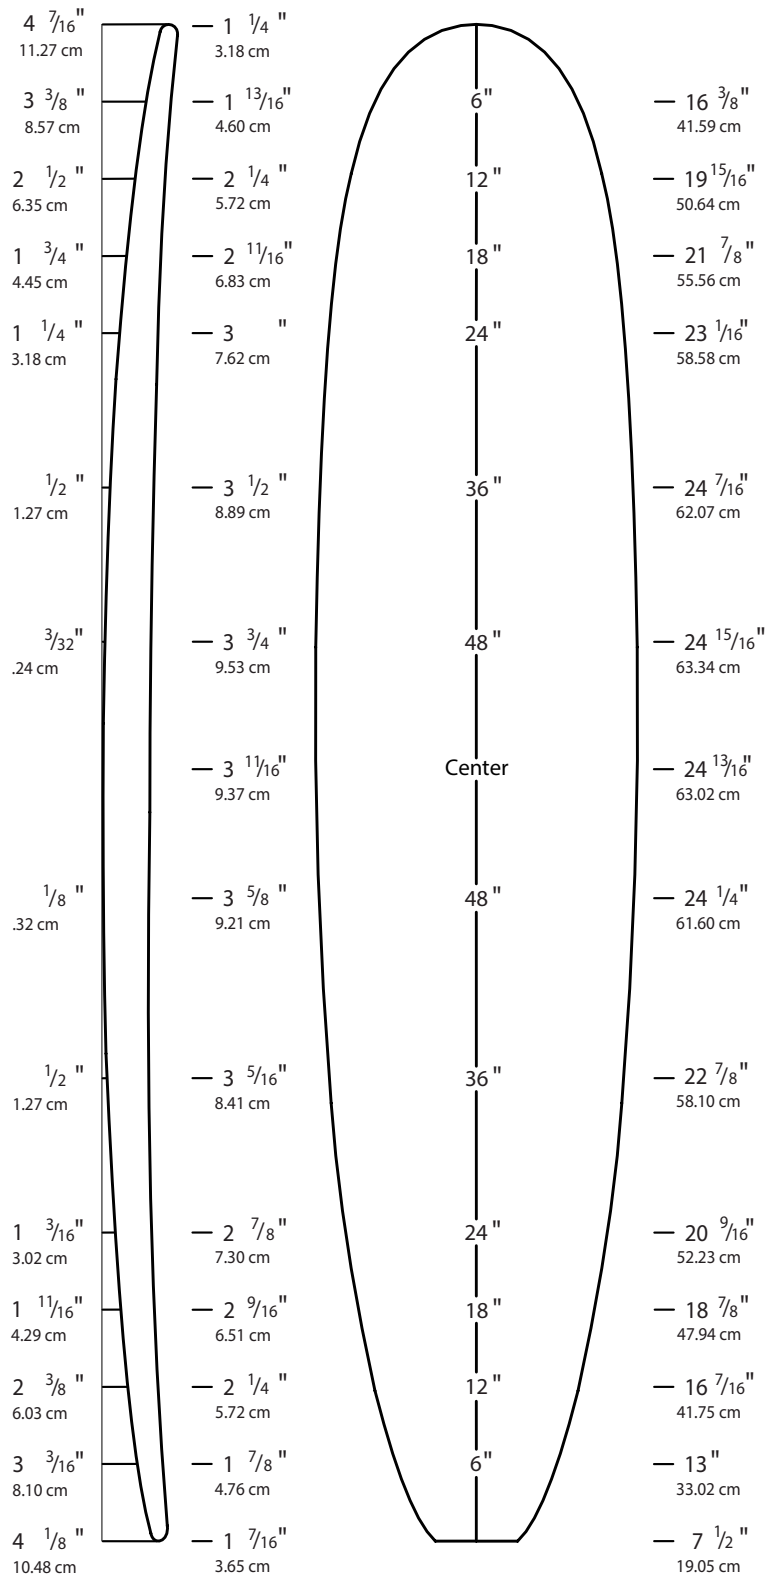 4 7/16" 1 1/4"
11.27 cm 3.18 cm
3 3/8" 1 13/16" 6" 16 3/8"
8.57 cm 4.60 cm 41.59 cm
2 1/2" 2 1/4" 12" 19 15/16"
6.35 cm 5.72 cm 50.64 cm
1 3/4" 2 11/16" 18" 21 7/8"
4.45 cm 6.83 cm 55.56 cm
1 1/4" 3" 24" 23 1/16"
3.18 cm 7.62 cm 58.58 cm
1/2" 3 1/2" 36" 24 7/16"
1.27 cm 8.89 cm 62.07 cm
3/32" 3 3/4" 48" 24 15/16"
.24 cm 9.53 cm 63.34 cm
3 11/16" Center 24 13/16"
9.37 cm 63.02 cm
1/8" 3 5/8" 48" 24 1/4"
.32 cm 9.21 cm 61.60 cm
1/2" 3 5/16" 36" 22 7/8"
1.27 cm 8.41 cm 58.10 cm
1 3/16" 2 7/8" 24" 20 9/16"
3.02 cm 7.30 cm 52.23 cm
1 11/16" 2 9/16" 18" 18 7/8"
4.29 cm 6.51 cm 47.94 cm
2 3/8" 2 1/4" 12" 16 7/16"
6.03 cm 5.72 cm 41.75 cm
3 3/16" 1 7/8" 6" 13"
8.10 cm 4.76 cm 33.02 cm
4 1/8" 1 7/16" 7 1/2"
10.48 cm 3.65 cm 19.05 cm